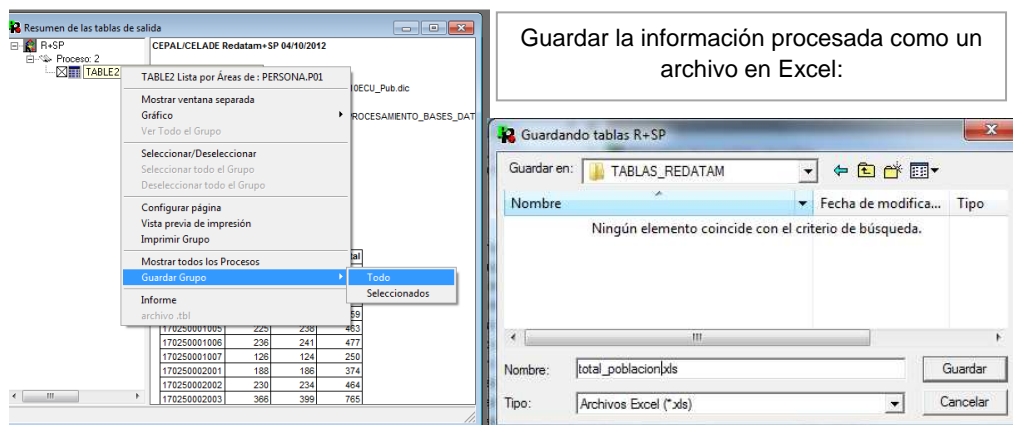 Resumen de las tablas de salida
R+SP
Proceso: 2
TABLE2
CEPAL/CELADE Redatam+SP 04/10/2012
0ECU_Pub.dic
ROCESAMIENTO_BASES_DAT
TABLE2 Lista por Áreas de : PERSONA.P01
Mostrar ventana separada
Gráfico
Ver Todo el Grupo
Seleccionar/Deseleccionar
Seleccionar todo el Grupo
Deseleccionar todo el Grupo
Configurar página
Vista previa de impresión
Imprimir Grupo
Mostrar todos los Procesos
Guardar Grupo
Todo
Seleccionados
Informe
archivo .tbl
al
59
170250001005 225 238 463
170250001006 236 241 477
170250001007 126 124 250
170250002001 188 186 374
170250002002 230 234 464
170250002003 366 399 765
Guardar la información procesada como un
archivo en Excel:
Guardando tablas R+SP
Guardar en: TABLAS_REDATAM
Nombre Fecha de modifica... Tipo
Ningún elemento coincide con el criterio de búsqueda.
Nombre: total_poblacion.xls Guardar
Tipo: Archivos Excel (*.xls) Cancelar